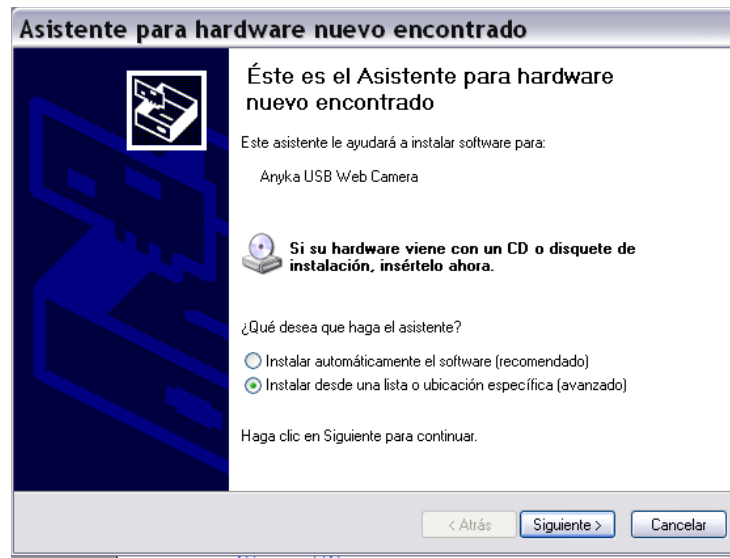 Asistente para hardware nuevo encontrado
Éste es el Asistente para hardware
nuevo encontrado
Este asistente le ayudará a instalar software para:
Anyka USB Web Camera
Si su hardware viene con un CD o disquete de
instalación, insértelo ahora.
¿Qué desea que haga el asistente?
Instalar automáticamente el software (recomendado)
Instalar desde una lista o ubicación específica (avanzado)
Haga clic en Siguiente para continuar.
< Atrás
Siguiente >
Cancelar